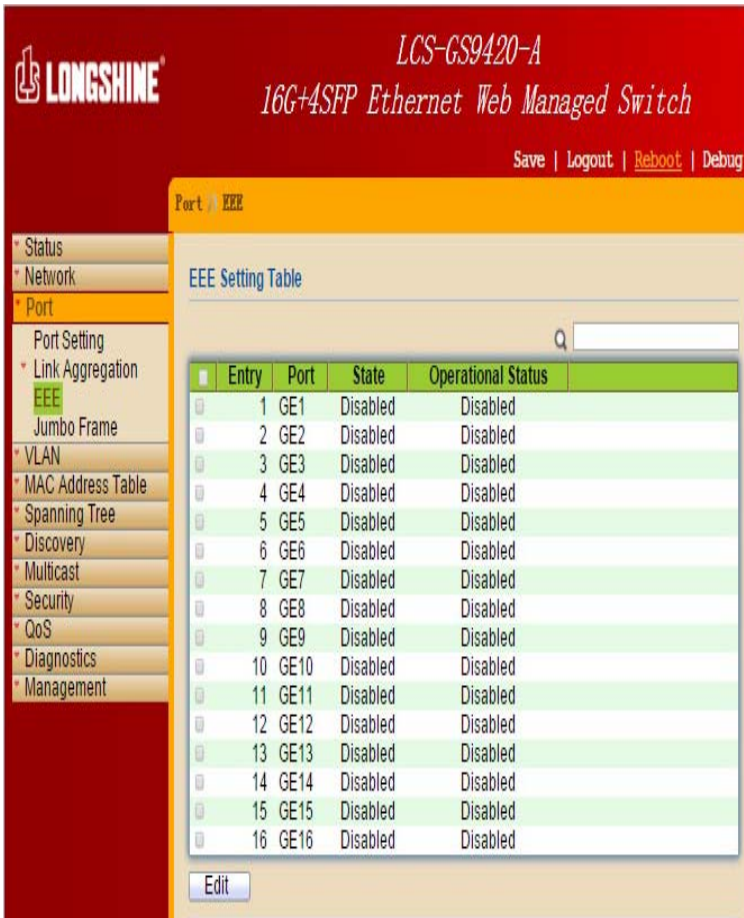 LONGSHINE
LCS-GS9420-A
16G+4SFP Ethernet Web Managed Switch
Save | Logout | Reboot | Debug
Port // EEE
Status
Network
Port
Port Setting
Link Aggregation
EEE
Jumbo Frame
VLAN
MAC Address Table
Spanning Tree
Discovery
Multicast
Security
QoS
Diagnostics
Management
EEE Setting Table
Entry Port State Operational Status
1 GE1 Disabled Disabled
2 GE2 Disabled Disabled
3 GE3 Disabled Disabled
4 GE4 Disabled Disabled
5 GE5 Disabled Disabled
6 GE6 Disabled Disabled
7 GE7 Disabled Disabled
8 GE8 Disabled Disabled
9 GE9 Disabled Disabled
10 GE10 Disabled Disabled
11 GE11 Disabled Disabled
12 GE12 Disabled Disabled
13 GE13 Disabled Disabled
14 GE14 Disabled Disabled
15 GE15 Disabled Disabled
16 GE16 Disabled Disabled
Edit